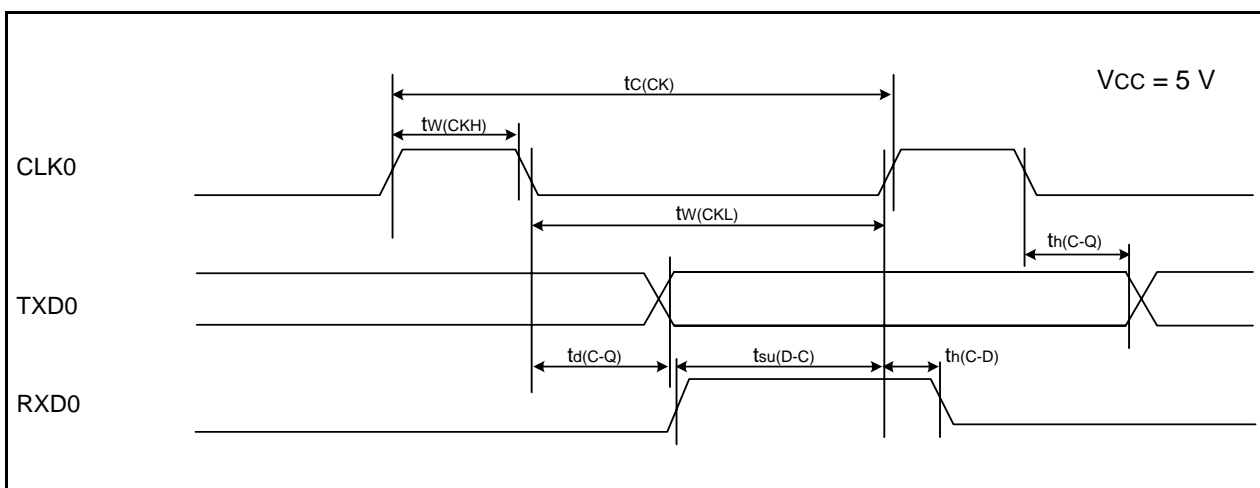 VCC = 5 V
tC(CK)
tW(CKH)
CLK0
tW(CKL)
th(C-Q)
TXD0
td(C-Q)
tsu(D-C)
th(C-D)
RXD0